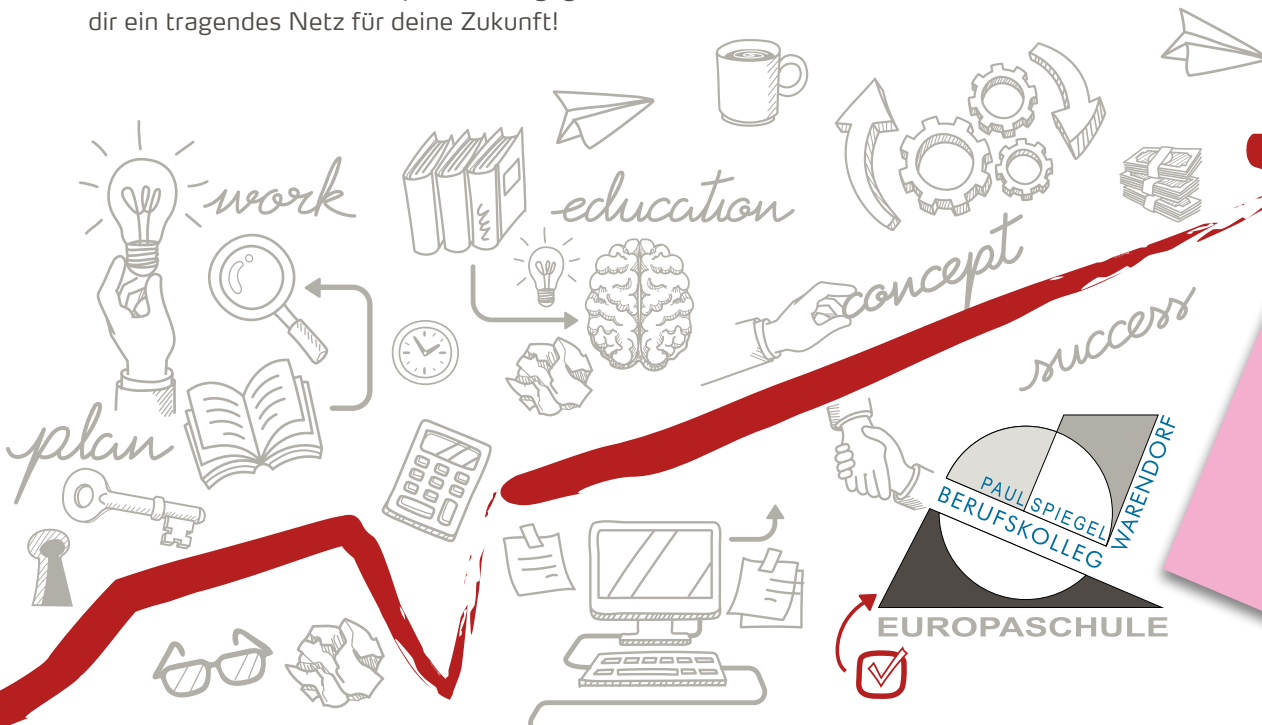 dir ein tragendes Netz für deine Zukunft!
work
education
concept
success
plan
PAUL SPIEGEL
BERUFSKOLLEG
WARENDORF
EUROPASCHULE